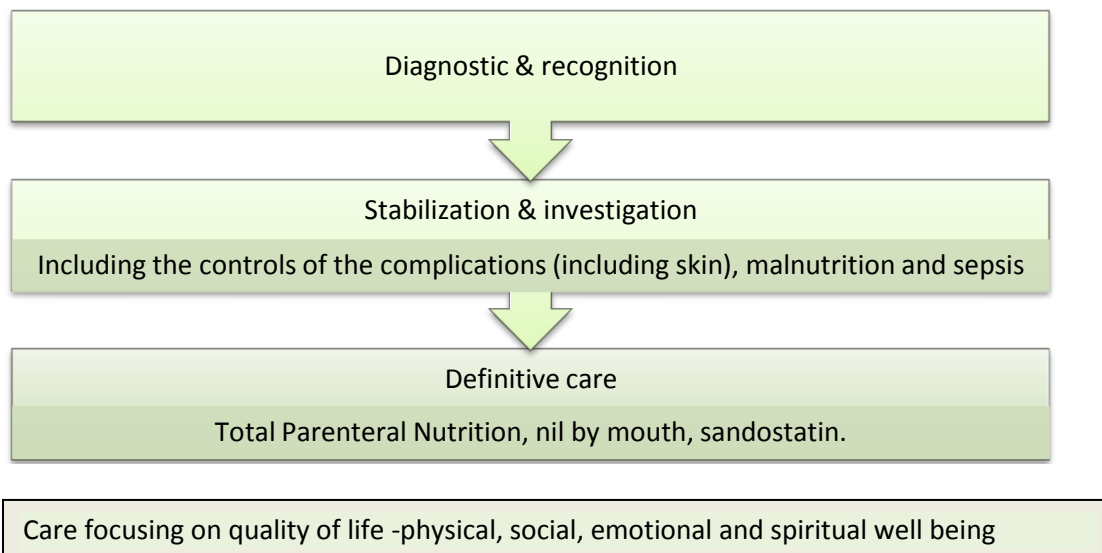 Diagnostic & recognition
Stabilization & investigation
Including the controls of the complications (including skin), malnutrition and sepsis
Definitive care
Total Parenteral Nutrition, nil by mouth, sandostatin.
Care focusing on quality of life -physical, social, emotional and spiritual well being